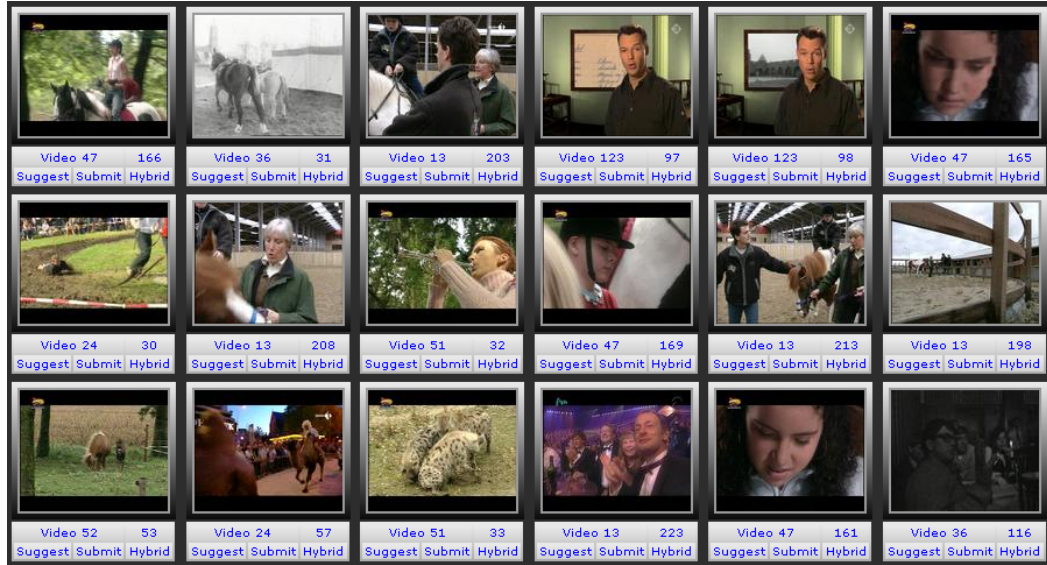 Video 47 166 Video 36 31 Video 13 203 Video 123 97 Video 123 98 Video 47 165
Suggest Submit Hybrid Suggest Submit Hybrid Suggest Submit Hybrid Suggest Submit Hybrid Suggest Submit Hybrid Suggest Submit Hybrid
Video 24 30 Video 13 208 Video 51 32 Video 47 169 Video 13 213 Video 13 198
Suggest Submit Hybrid Suggest Submit Hybrid Suggest Submit Hybrid Suggest Submit Hybrid Suggest Submit Hybrid Suggest Submit Hybrid
Video 52 53 Video 24 57 Video 51 33 Video 13 223 Video 47 161 Video 36 116
Suggest Submit Hybrid Suggest Submit Hybrid Suggest Submit Hybrid Suggest Submit Hybrid Suggest Submit Hybrid Suggest Submit Hybrid